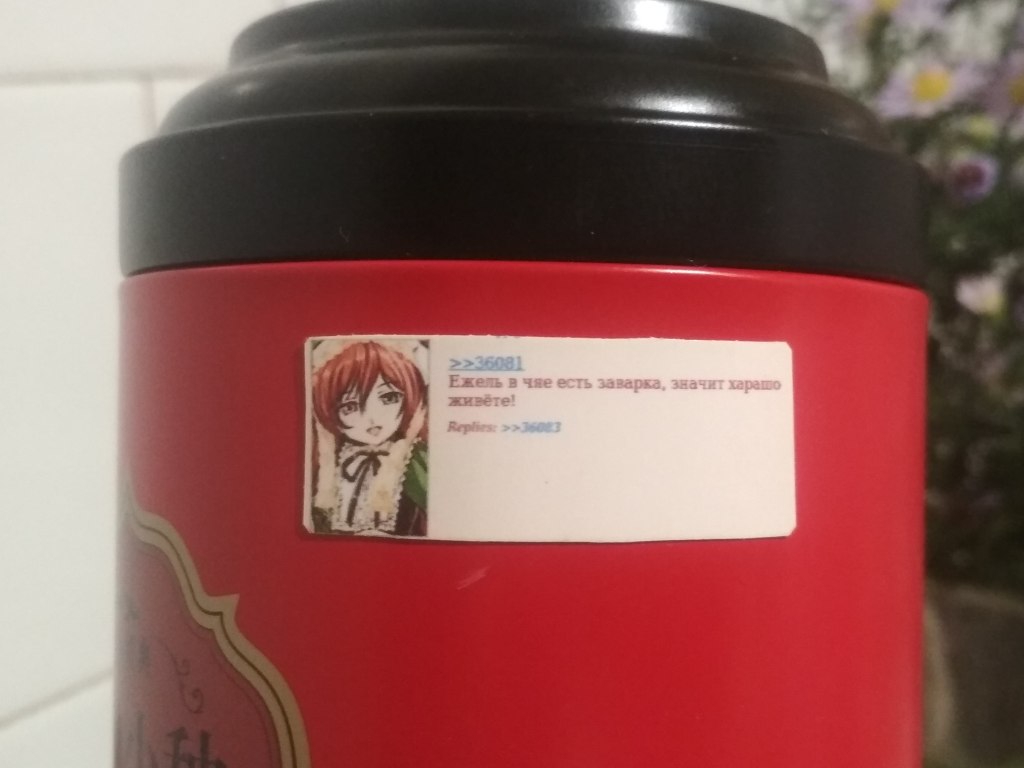 >>36081
Ежель в чяе есть заварка, значит харашо
живёте!
Replies: >>36083